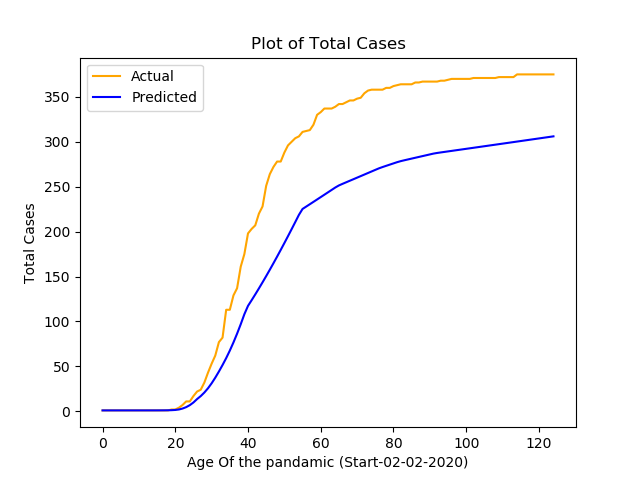 Plot of Total Cases
Actual
Predicted
350
300
250
200
150
100
50
0
Total Cases
0 20 40 60 80 100 120
Age Of the pandamic (Start-02-02-2020)